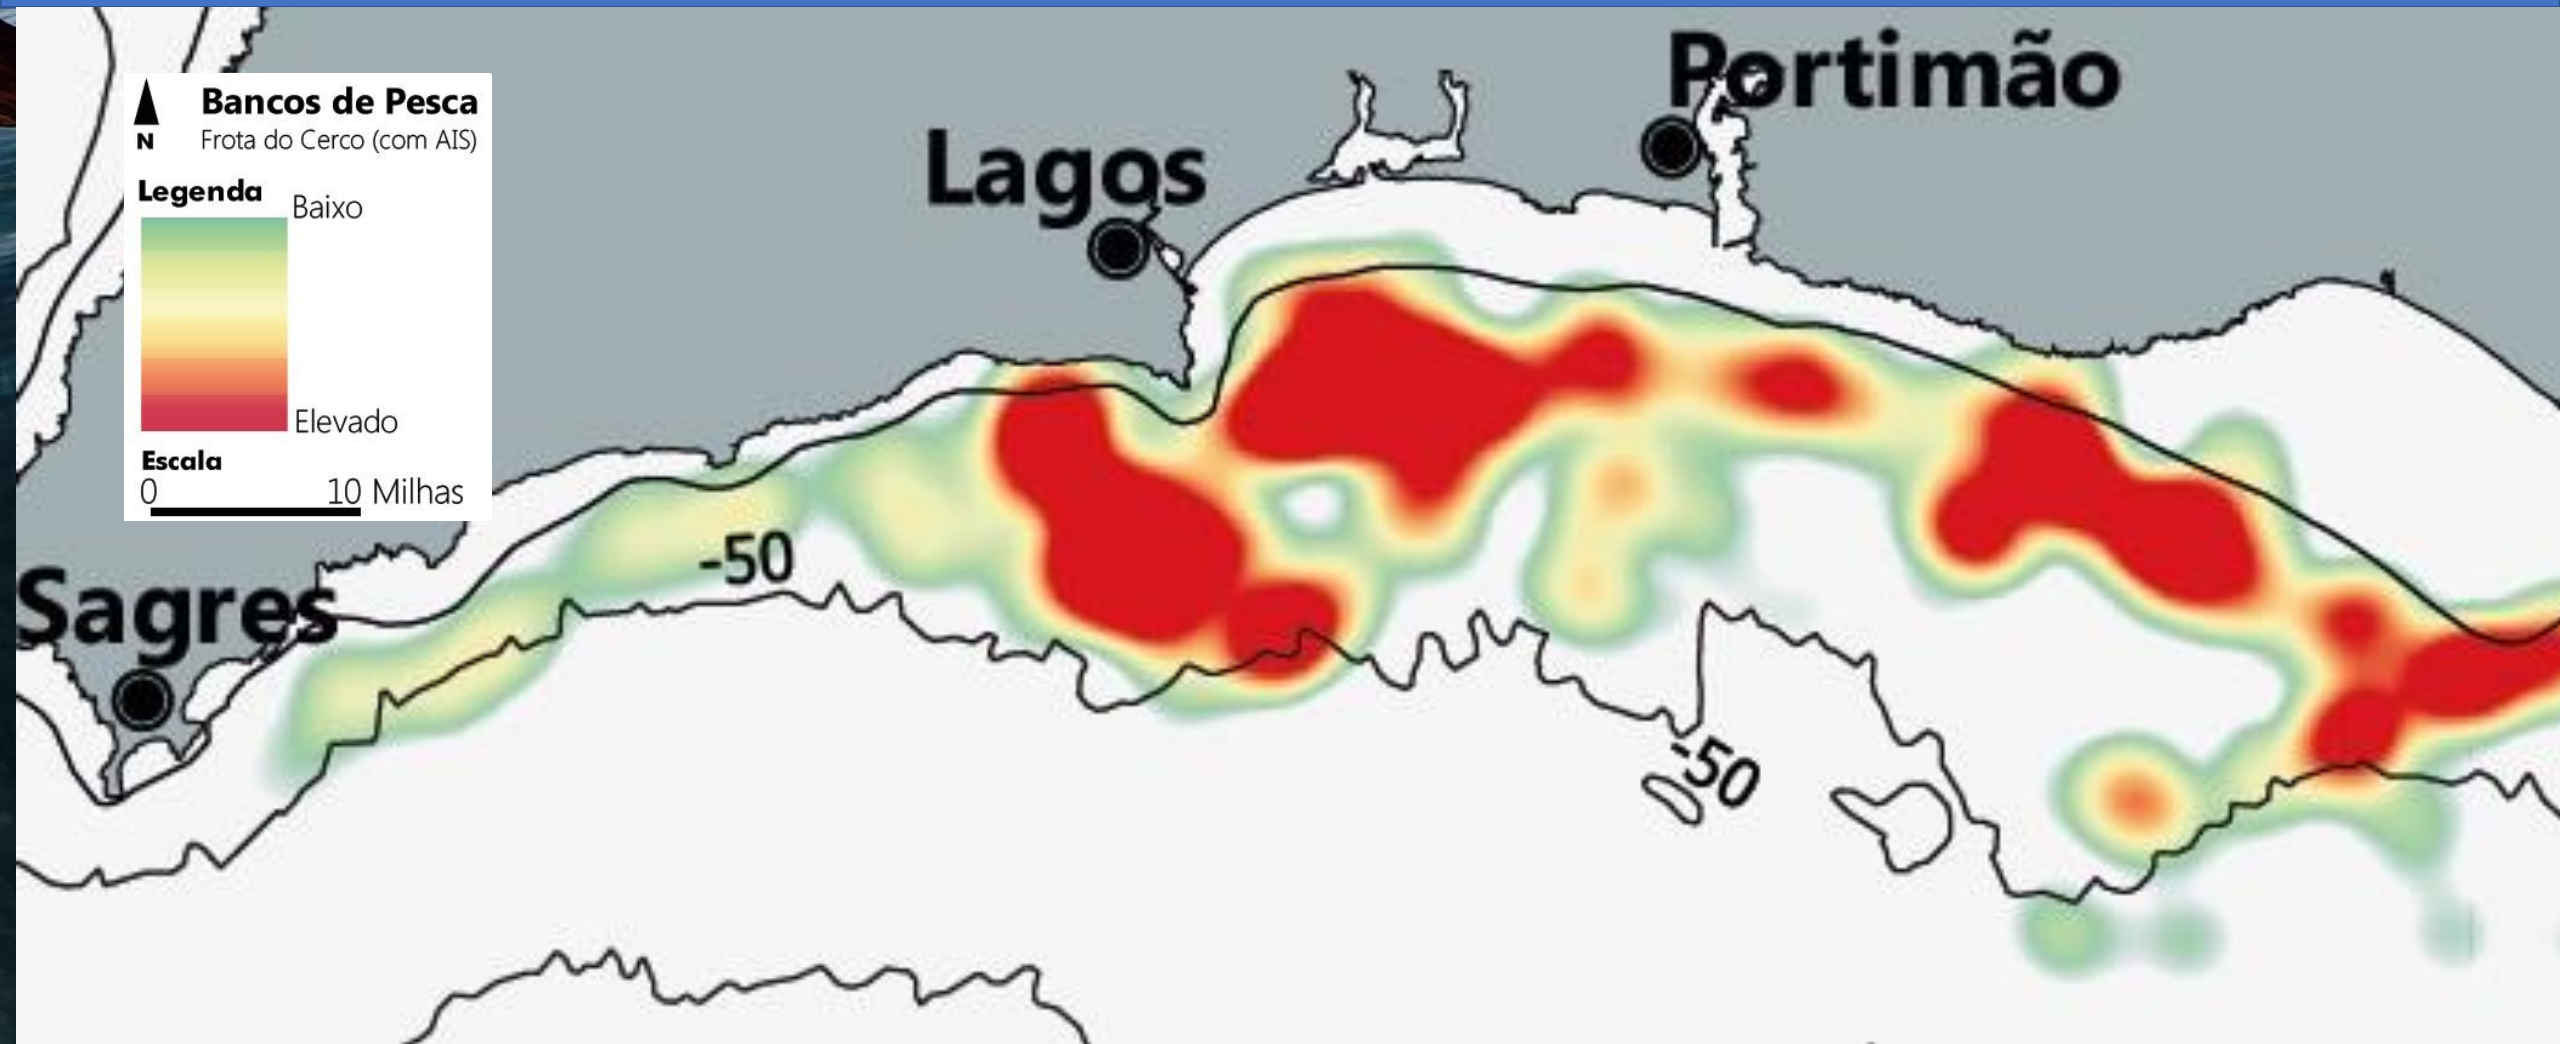 Portimão
Bancos de Pesca
N Frota do Cerco (com AIS)
Lagos
Legenda
Baixo
Elevado
Escala
0 10 Milhas
-50
Sagres
-50